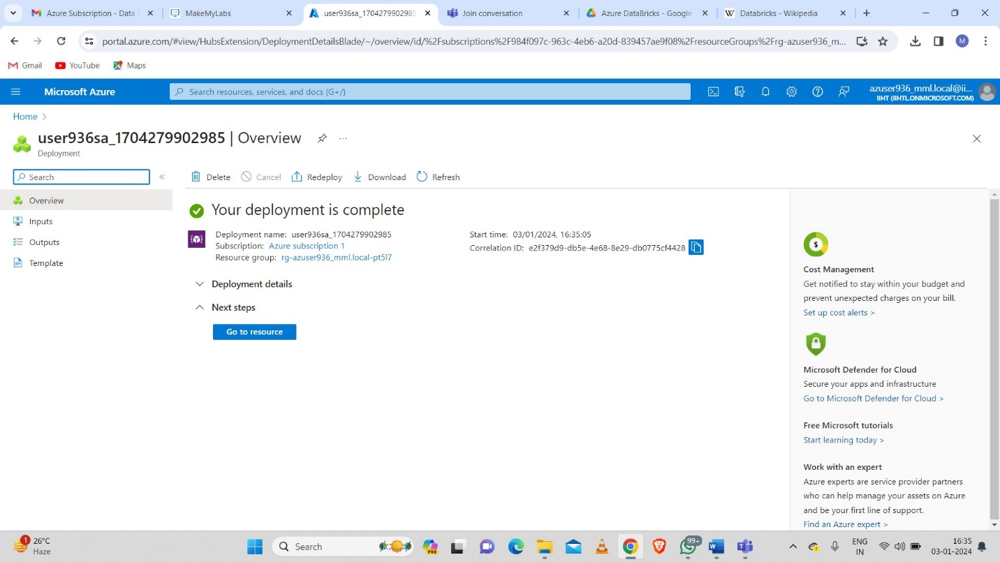 Azure Subscription - Data
MakeMyLabs
user936sa_1704279902985
Join conversation
Azure DataBricks - Google
Databricks - Wikipedia
portal.azure.com/#view/HubsExtension/DeploymentDetailsBlade/~/overview/id/%2Fsubscriptions%2F984f097c-963c-4eb6-a20d-839457ae9f08%2FresourceGroups%2Frg-azuser936_m...
M
Gmail
YouTube
Maps
Microsoft Azure
Search resources, services, and docs (G+/)
azuser936_mml.local@ii...
IIHT (IIHTL.ONMICROSOFT.COM)
Home >
user936sa_1704279902985 | Overview
...
Deployment
Search
«
Delete
Cancel
Redeploy
Download
Refresh
Overview
Inputs
Outputs
Template
Your deployment is complete
Deployment name: user936sa_1704279902985
Subscription: Azure subscription 1
Resource group: rg-azuser936_mml.local-pt5l7
Start time: 03/01/2024, 16:35:05
Correlation ID: e2f379d9-db5e-4e68-8e29-db0775cf4428
Deployment details
Next steps
Go to resource
$
Cost Management
Get notified to stay within your budget and
prevent unexpected charges on your bill.
Set up cost alerts >
Microsoft Defender for Cloud
Secure your apps and infrastructure
Go to Microsoft Defender for Cloud >
Free Microsoft tutorials
Start learning today >
Work with an expert
Azure experts are service provider partners
who can help manage your assets on Azure
and be your first line of support.
Find an Azure expert >
1
26°C
Haze
Search
PRE
99+
ENG
IN
16:35
03-01-2024